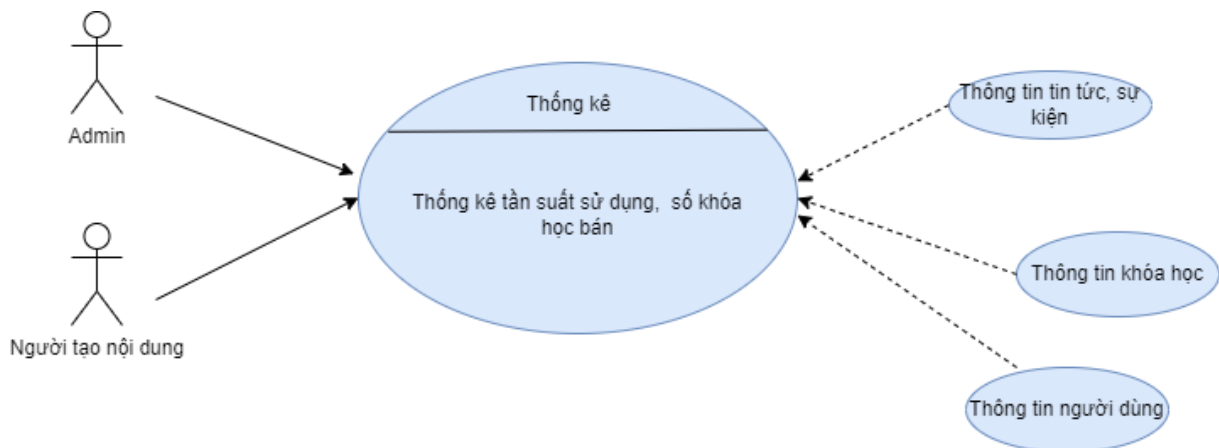 Admin
Người tạo nội dung
Thống kê
Thống kê tần suất sử dụng, số khóa
học bán
Thông tin tin tức, sự
kiện
Thông tin khóa học
Thông tin người dùng